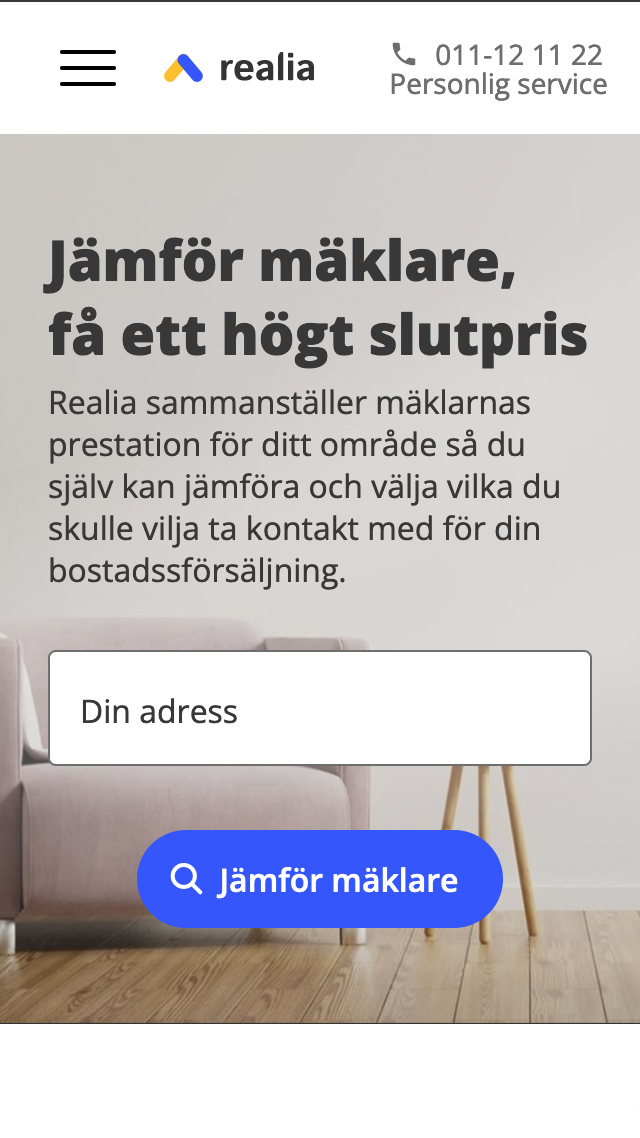 realia
011-12 11 22
Personlig service
Jämför mäklare,
få ett högt slutpris
Realia sammanställer mäklarnas
prestation för ditt område så du
själv kan jämföra och välja vilka du
skulle vilja ta kontakt med för din
bostadssförsäljning.
Din adress
Jämför mäklare